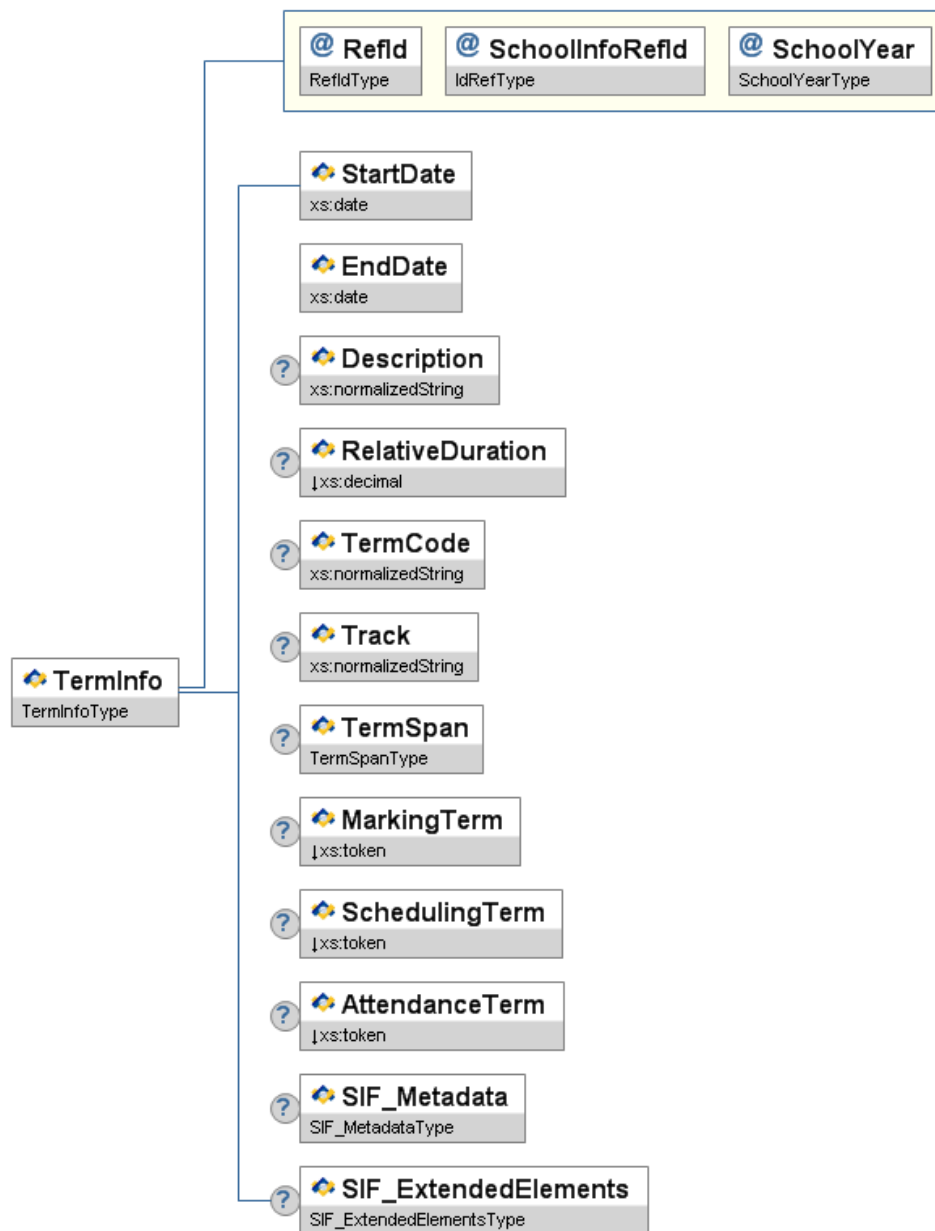 @ RefId
RefIdType
@ SchoolInfoRefId
IdRefType
@ SchoolYear
SchoolYearType
StartDate
xs:date
EndDate
xs:date
? Description
xs:normalizedString
? RelativeDuration
↓xs:decimal
? TermCode
xs:normalizedString
? Track
xs:normalizedString
TermInfo
TermInfoType
? TermSpan
TermSpanType
? MarkingTerm
↓xs:token
? SchedulingTerm
↓xs:token
? AttendanceTerm
↓xs:token
? SIF_Metadata
SIF_MetadataType
? SIF_ExtendedElements
SIF_ExtendedElementsType